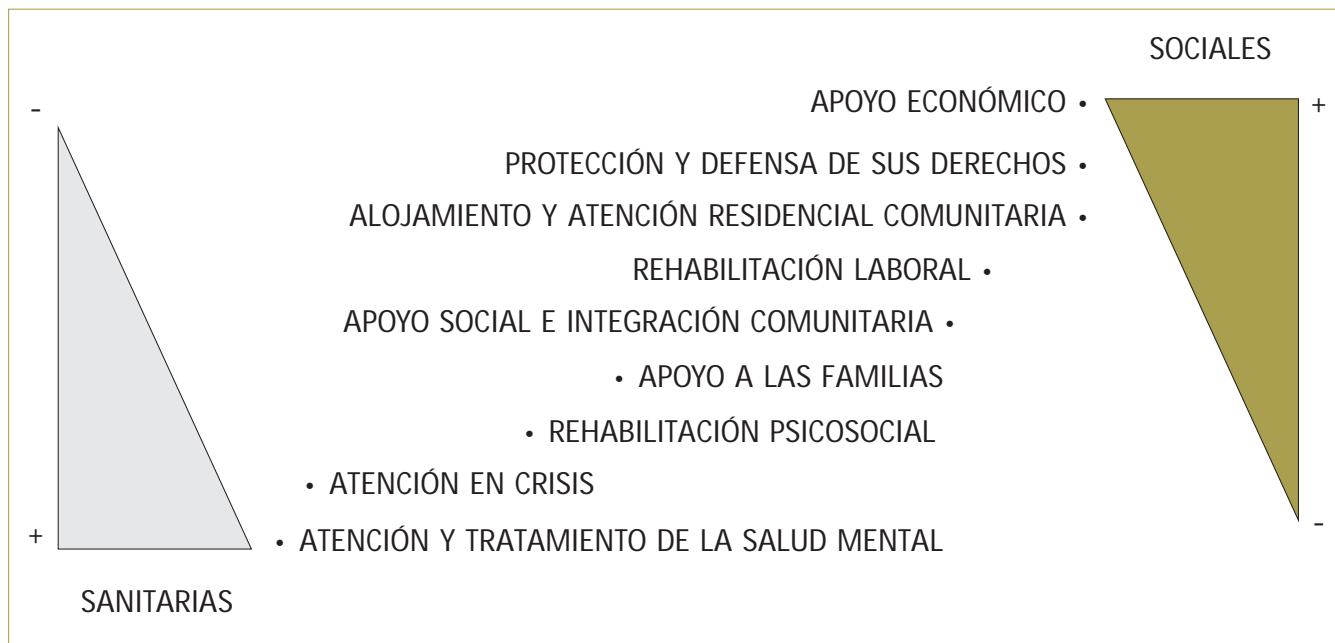 SOCIALES
-
APOYO ECONÓMICO •
+
PROTECCIÓN Y DEFENSA DE SUS DERECHOS •
ALOJAMIENTO Y ATENCIÓN RESIDENCIAL COMUNITARIA •
REHABILITACIÓN LABORAL •
APOYO SOCIAL E INTEGRACIÓN COMUNITARIA •
• APOYO A LAS FAMILIAS
• REHABILITACIÓN PSICOSOCIAL
• ATENCIÓN EN CRISIS
+
• ATENCIÓN Y TRATAMIENTO DE LA SALUD MENTAL
-
SANITARIAS